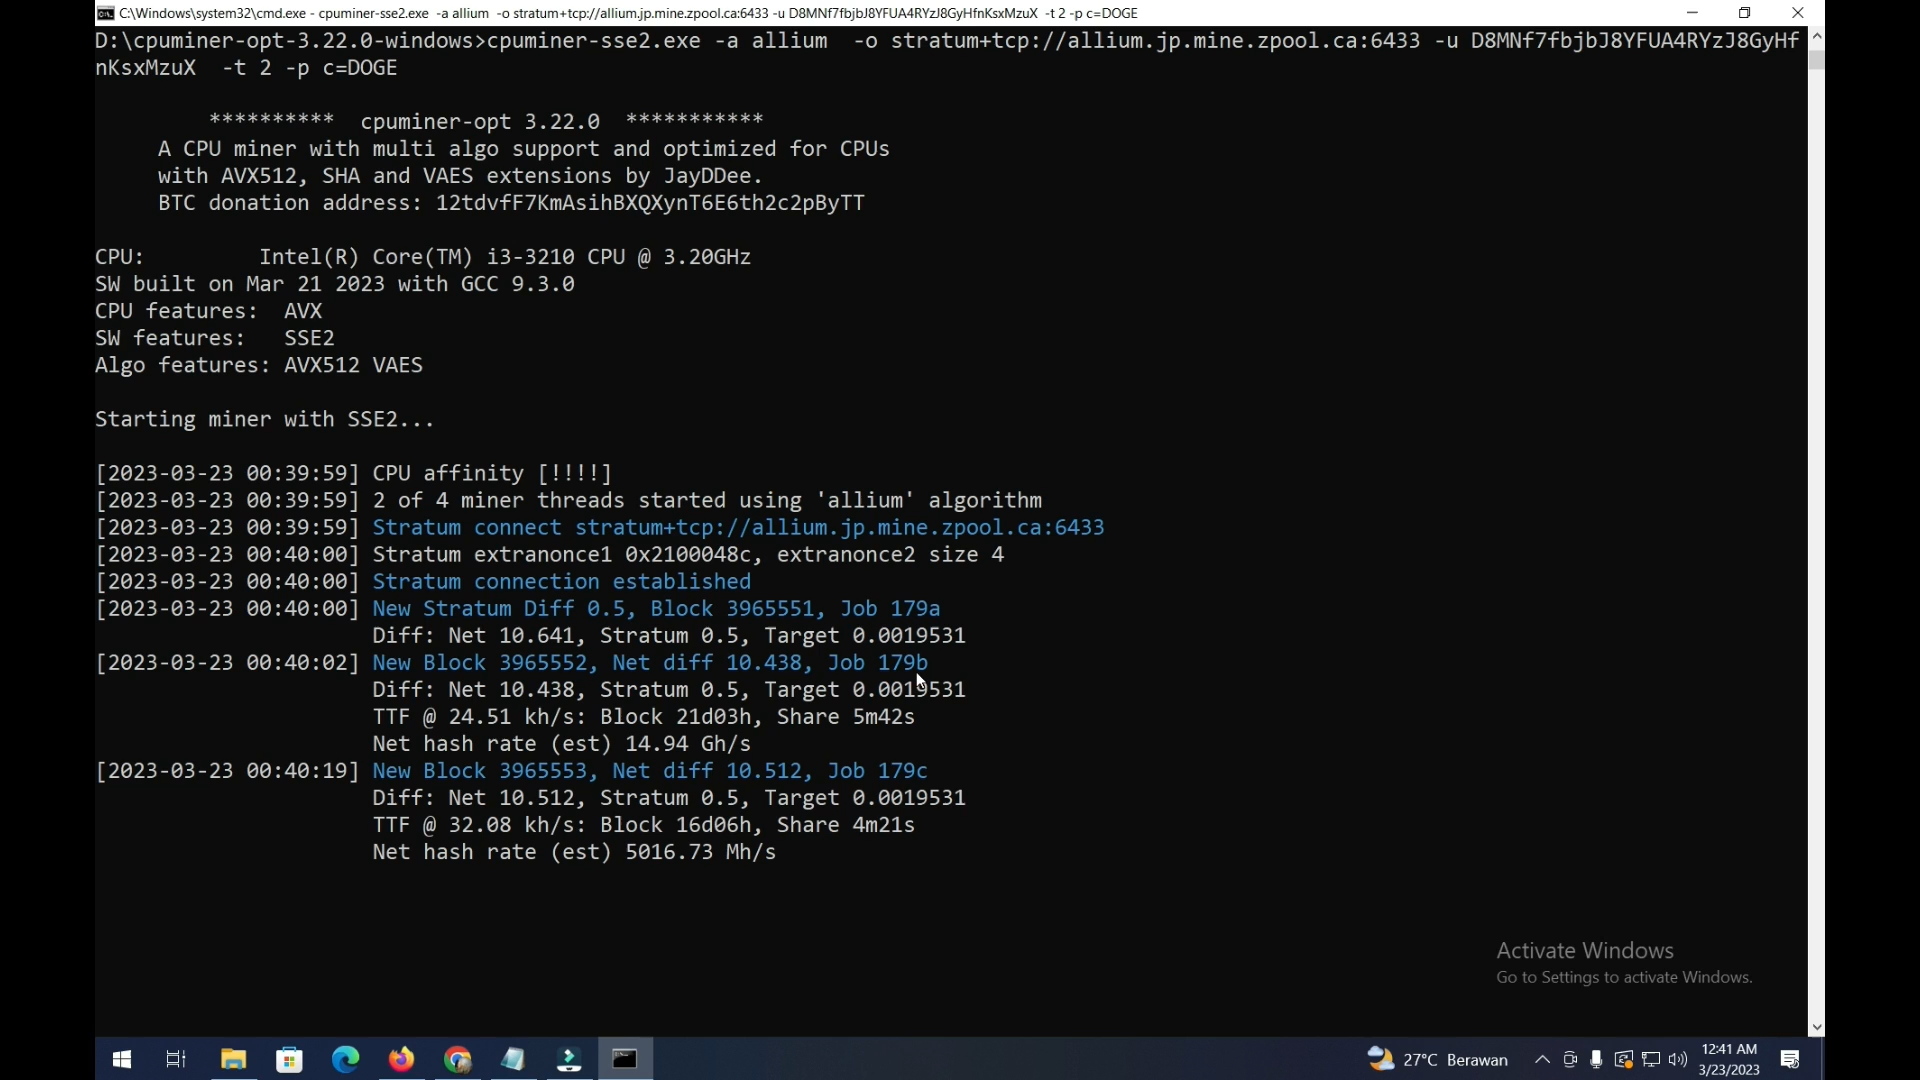 C:\Windows\system32\cmd.exe - cpuminer-sse2.exe -a allium -o stratum+tcp://allium.jp.mine.zpool.ca:6433 -u D8MNf7fbjbJ8YFUA4RYzJ8GyHfnKsxMzuX -t 2 -p c=DOGE
D:\cpuminer-opt-3.22.0-windows>cpuminer-sse2.exe -a allium  -o stratum+tcp://allium.jp.mine.zpool.ca:6433 -u D8MNf7fbjbJ8YFUA4RYzJ8GyHf
nKsxMzuX  -t 2 -p c=DOGE
**********  cpuminer-opt 3.22.0  ***********
A CPU miner with multi algo support and optimized for CPUs
with AVX512, SHA and VAES extensions by JayDDee.
BTC donation address: 12tdvfF7KmAsihBXQXynT6E6th2c2pByTT
CPU:         Intel(R) Core(TM) i3-3210 CPU @ 3.20GHz
SW built on Mar 21 2023 with GCC 9.3.0
CPU features:  AVX
SW features:   SSE2
Algo features: AVX512 VAES
Starting miner with SSE2...
[2023-03-23 00:39:59] CPU affinity [!!!!]
[2023-03-23 00:39:59] 2 of 4 miner threads started using 'allium' algorithm
[2023-03-23 00:39:59] Stratum connect stratum+tcp://allium.jp.mine.zpool.ca:6433
[2023-03-23 00:40:00] Stratum extranonce1 0x2100048c, extranonce2 size 4
[2023-03-23 00:40:00] Stratum connection established
[2023-03-23 00:40:00] New Stratum Diff 0.5, Block 3965551, Job 179a
Diff: Net 10.641, Stratum 0.5, Target 0.0019531
[2023-03-23 00:40:02] New Block 3965552, Net diff 10.438, Job 179b
Diff: Net 10.438, Stratum 0.5, Target 0.0019531
TTF @ 24.51 kh/s: Block 21d03h, Share 5m42s
Net hash rate (est) 14.94 Gh/s
[2023-03-23 00:40:19] New Block 3965553, Net diff 10.512, Job 179c
Diff: Net 10.512, Stratum 0.5, Target 0.0019531
TTF @ 32.08 kh/s: Block 16d06h, Share 4m21s
Net hash rate (est) 5016.73 Mh/s
Activate Windows
Go to Settings to activate Windows.
27°C Berawan
12:41 AM
3/23/2023